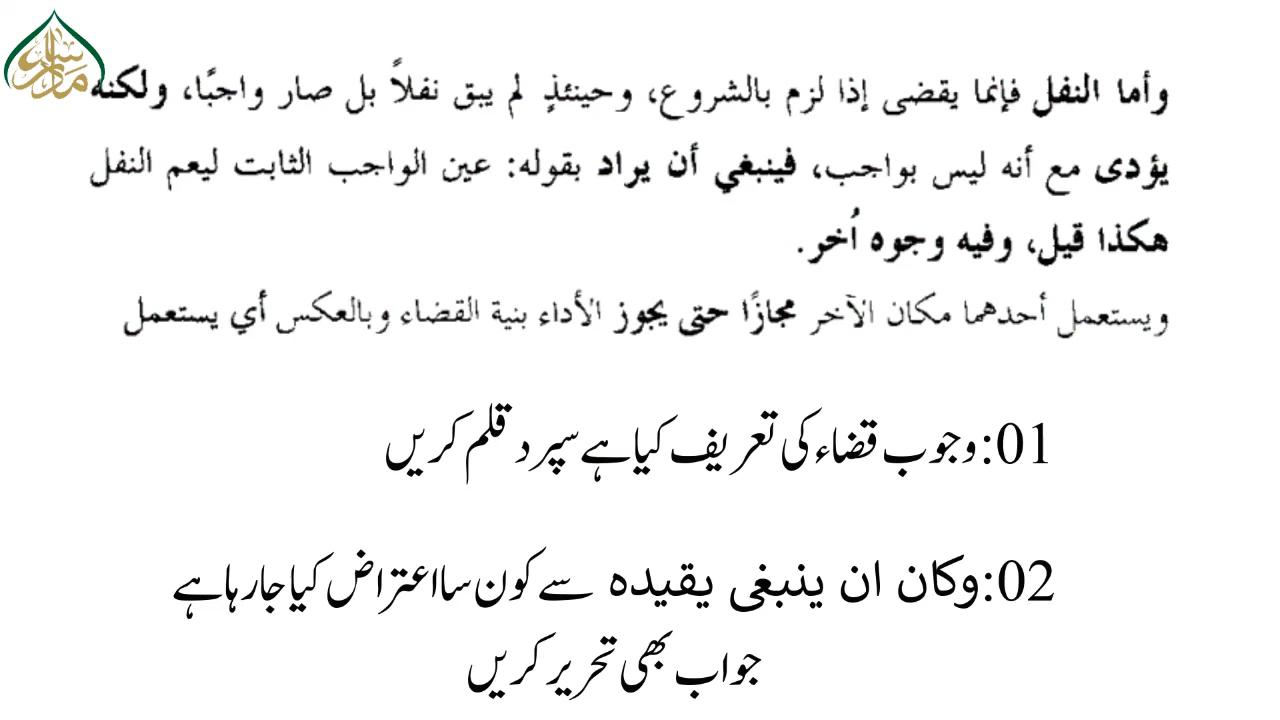 وأما النفل فإنما يقضى إذا لزم بالشروع، وحينئذٍ لم يبق نفلاً بل صار واجبًا، ولكنه
يؤدى مع أنه ليس بواجب، فينبغي أن يراد بقوله: عين الواجب الثابت ليعم النفل
هكذا قيل، وفيه وجوه اُخر.
ويستعمل أحدهما مكان الآخر مجازًا حتى يجوز الأداء بنية القضاء وبالعكس أي يستعمل
01:وجوب قضاء کی تعریف کیا ہے سپرد قلم کریں
02:وکان ان ینبغی یقیدہ سے کون سا اعتراض کیا جا رہا ہے
جواب بھی تحریر کریں